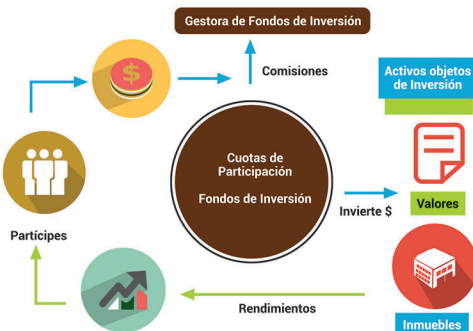 Gestora de Fondos de Inversión
Comisiones
Activos objetos
de Inversión
$
Cuotas de
Participación
Fondos de Inversión
Partícipes
Invierte $
Valores
Rendimientos
Inmuebles